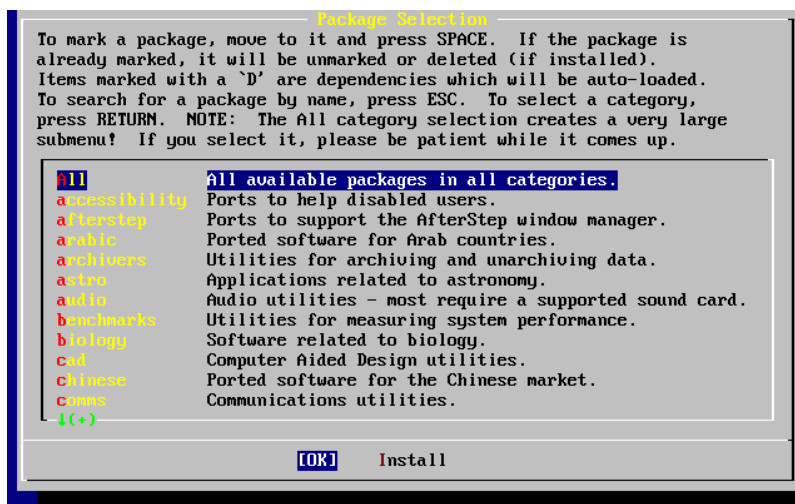 Package Selection
To mark a package, move to it and press SPACE.  If the package is
already marked, it will be unmarked or deleted (if installed).
Items marked with a `D' are dependencies which will be auto-loaded.
To search for a package by name, press ESC.  To select a category,
press RETURN.  NOTE:  The All category selection creates a very large
submenu!  If you select it, please be patient while it comes up.
All All available packages in all categories.
accessibility Ports to help disabled users.
afterstep Ports to support the AfterStep window manager.
arabic Ported software for Arab countries.
archivers Utilities for archiving and unarchiving data.
astro Applications related to astronomy.
audio Audio utilities - most require a supported sound card.
benchmarks Utilities for measuring system performance.
biology Software related to biology.
cad Computer Aided Design utilities.
chinese Ported software for the Chinese market.
comms Communications utilities.
↓(+)
[OK] Install